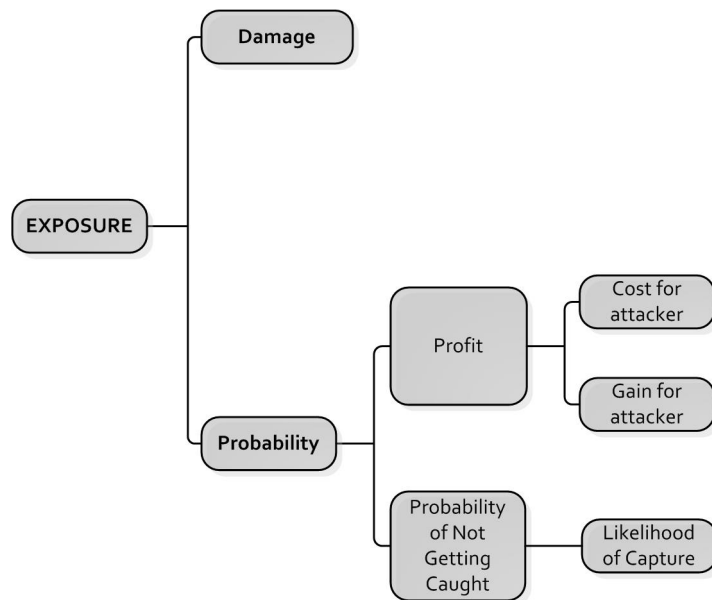 Damage
EXPOSURE
Probability
Profit
Cost for
attacker
Gain for
attacker
Probability
of Not
Getting
Caught
Likelihood
of Capture